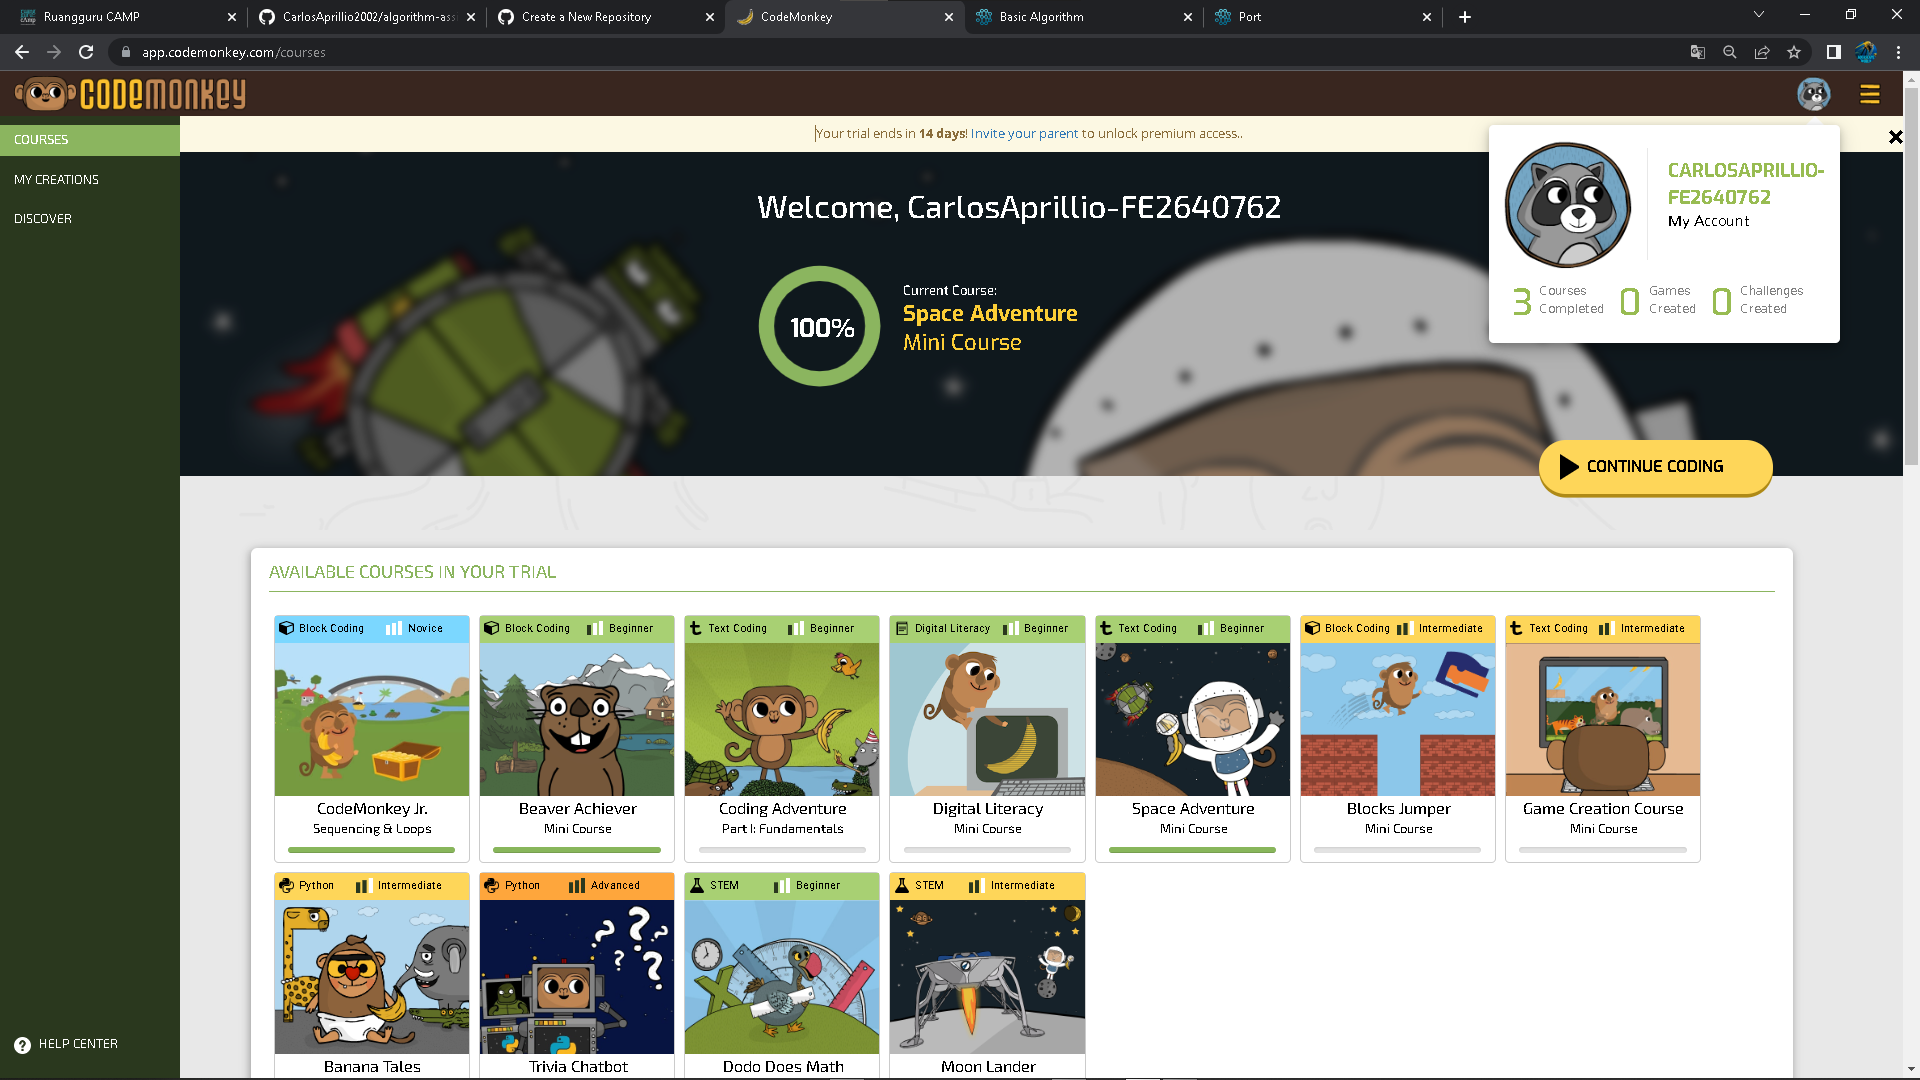 Ruangguru CAMP
CarlosAprillio2002/algorithm-ass
Create a New Repository
CodeMonkey
Basic Algorithm
Port
app.codemonkey.com/courses
CODEMONKEY
COURSES
MY CREATIONS
DISCOVER
HELP CENTER
Your trial ends in 14 days! Invite your parent to unlock premium access..
Welcome, CarlosAprillio-FE2640762
100%
Current Course:
Space Adventure
Mini Course
CARLOSAPRILLIO-
FE2640762
My Account
3 Courses Completed
0 Games Created
0 Challenges Created
CONTINUE CODING
AVAILABLE COURSES IN YOUR TRIAL
Block Coding Novice
CodeMonkey Jr.
Sequencing & Loops
Block Coding Beginner
Beaver Achiever
Mini Course
Text Coding Beginner
Coding Adventure
Part I: Fundamentals
Digital Literacy Beginner
Digital Literacy
Mini Course
Text Coding Beginner
Space Adventure
Mini Course
Block Coding Intermediate
Blocks Jumper
Mini Course
Text Coding Intermediate
Game Creation Course
Mini Course
Python Intermediate
Banana Tales
Python Advanced
Trivia Chatbot
STEM Beginner
Dodo Does Math
STEM Intermediate
Moon Lander